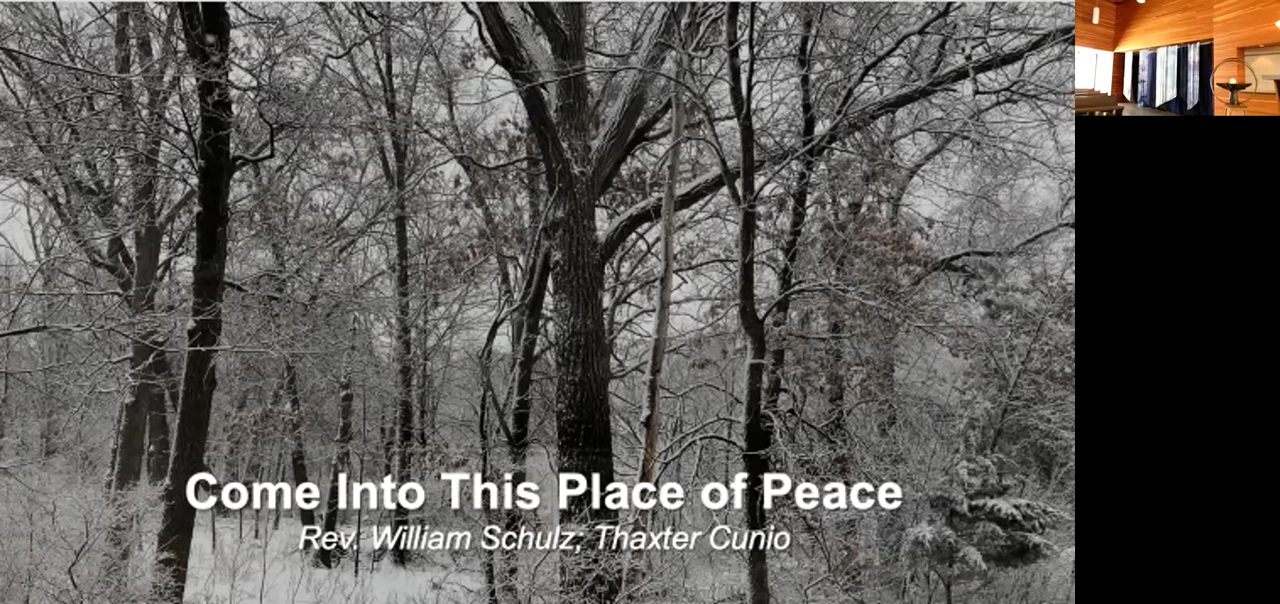 Come Into This Place of Peace
Rev. William Schulz; Thaxter Cunio